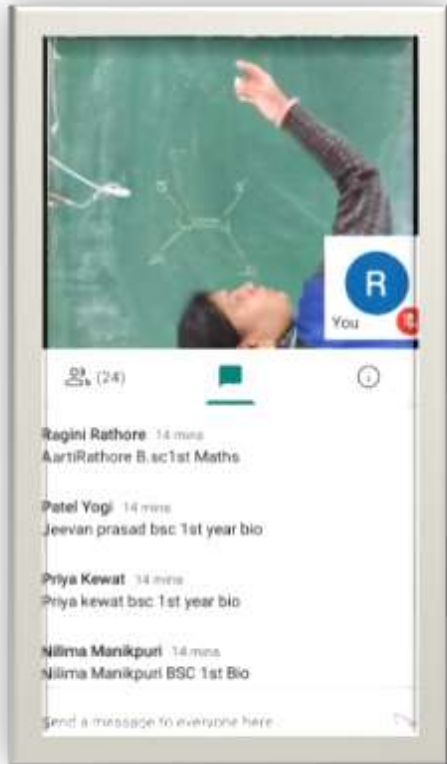 R
You
(24)
Ragini Rathore 14 mins
AartiRathore B.sc1st Maths
Patel Yogi 14 mins
Jeevan prasad bsc 1st year bio
Priya Kewat 14 mins
Priya kewat bsc 1st year bio
Nilima Manikpuri 14 mins
Nilima Manikpuri BSC 1st Bio
Send a message to everyone here